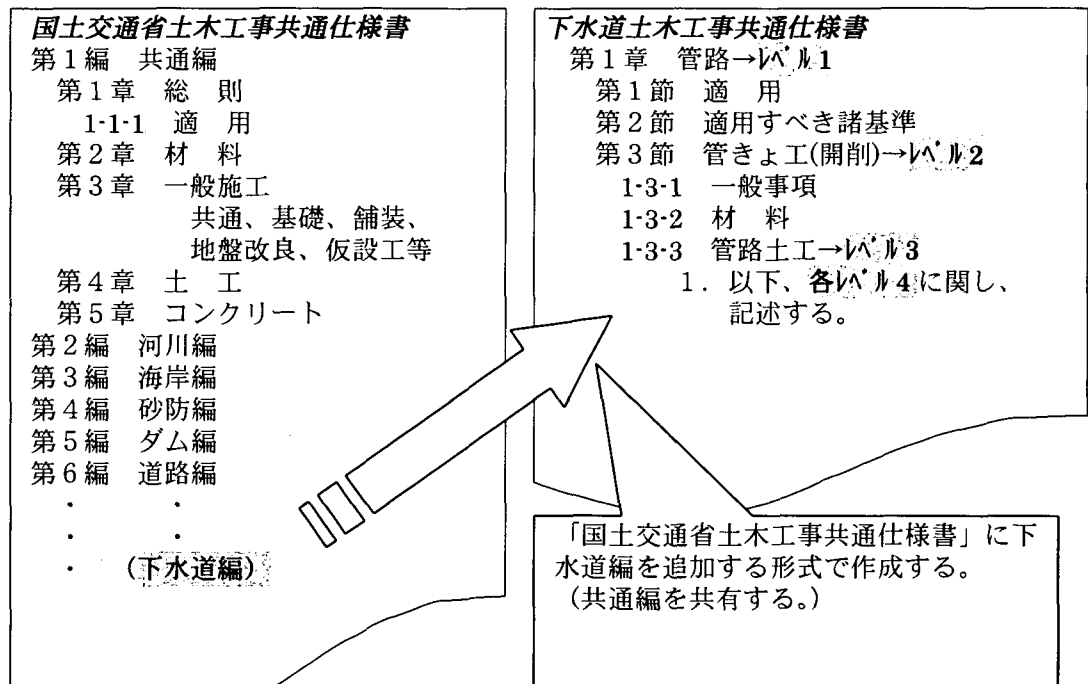 国土交通省土木工事共通仕様書
第1編 共通編
第1章 総 則
1-1-1 適 用
第2章 材 料
第3章 一般施工
共通、基礎、舗装、
地盤改良、仮設工等
第4章 土 工
第5章 コンクリート
第2編 河川編
第3編 海岸編
第4編 砂防編
第5編 ダム編
第6編 道路編
・ ・
・ ・
・ (下水道編)
下水道土木工事共通仕様書
第1章 管路→ﾚﾍﾞﾙ1
第1節 適 用
第2節 適用すべき諸基準
第3節 管きょ工(開削)→ﾚﾍﾞﾙ2
1-3-1 一般事項
1-3-2 材 料
1-3-3 管路土工→ﾚﾍﾞﾙ3
1. 以下、各ﾚﾍﾞﾙ4に関し、
記述する。
「国土交通省土木工事共通仕様書」に下
水道編を追加する形式で作成する。
(共通編を共有する。)